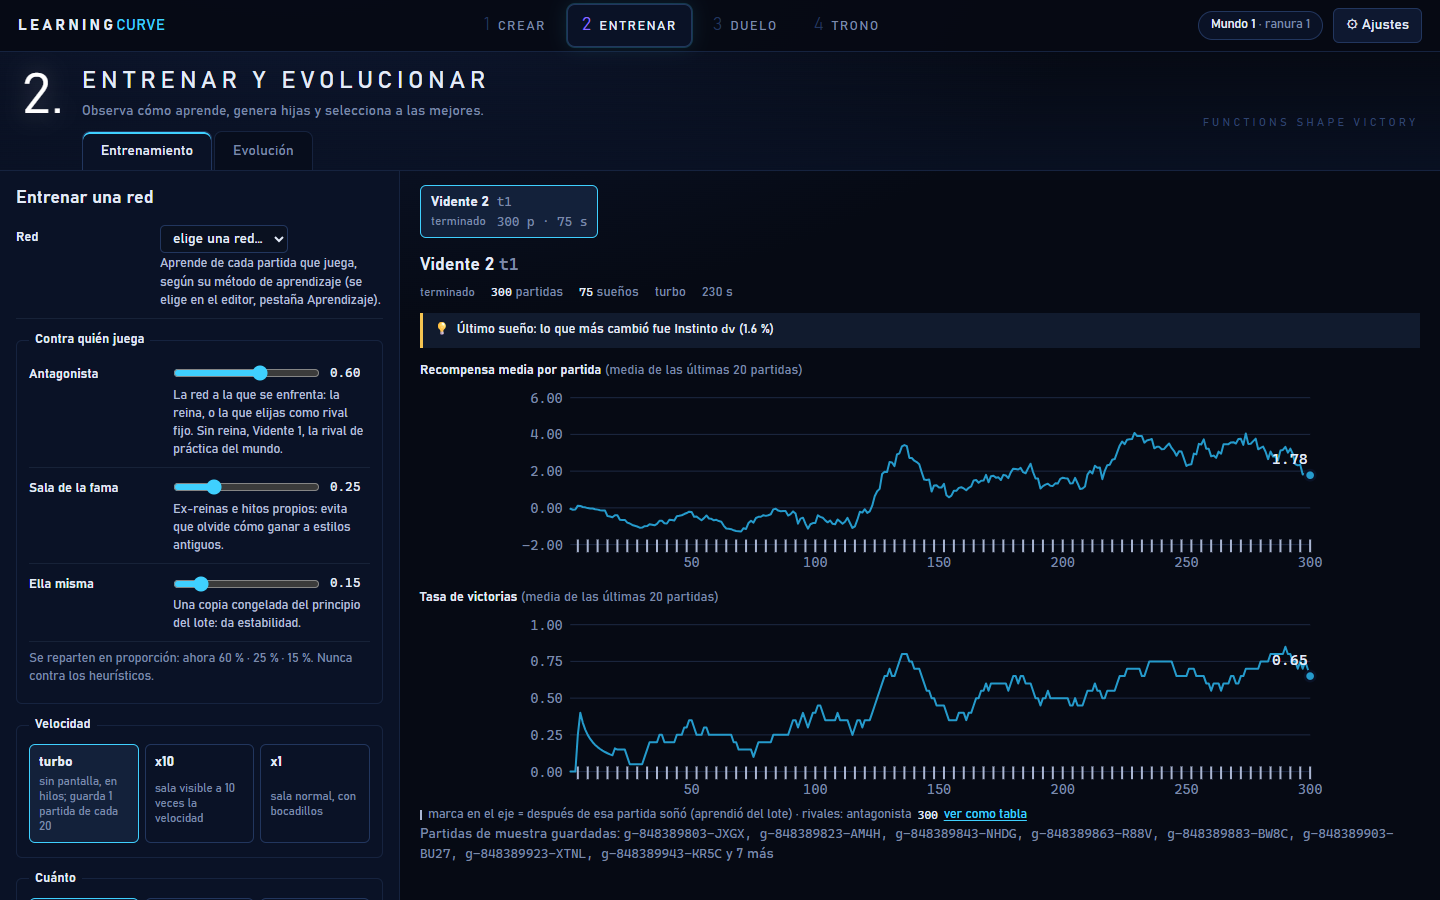 LEARNINGCURVE
1 CREAR
2 ENTRENAR
3 DUELO
4 TRONO
Mundo 1 · ranura 1
⚙ Ajustes
2.
ENTRENAR Y EVOLUCIONAR
Observa cómo aprende, genera hijas y selecciona a las mejores.
FUNCTIONS SHAPE VICTORY
Entrenamiento
Evolución
Entrenar una red
Red
elige una red...
Aprende de cada partida que juega,
según su método de aprendizaje (se
elige en el editor, pestaña Aprendizaje).
Contra quién juega
Antagonista
0.60
La red a la que se enfrenta: la
reina, o la que elijas como rival
fijo. Sin reina, Vidente 1, la rival de
práctica del mundo.
Sala de la fama
0.25
Ex-reinas e hitos propios: evita
que olvide cómo ganar a estilos
antiguos.
Ella misma
0.15
Una copia congelada del principio
del lote: da estabilidad.
Se reparten en proporción: ahora 60 % · 25 % · 15 %. Nunca
contra los heurísticos.
Velocidad
turbo
sin pantalla, en
hilos; guarda 1
partida de cada
20
x10
sala visible a 10
veces la
velocidad
x1
sala normal, con
bocadillos
Cuánto
Vidente 2 t1
terminado 300 p · 75 s
Vidente 2 t1
terminado 300 partidas 75 sueños turbo 230 s
💡 Último sueño: lo que más cambió fue Instinto dv (1.6 %)
Recompensa media por partida (media de las últimas 20 partidas)
6.00
4.00
2.00
0.00
−2.00
1.78
50 100 150 200 250 300
Tasa de victorias (media de las últimas 20 partidas)
1.00
0.75
0.50
0.25
0.00
0.65
50 100 150 200 250 300
| marca en el eje = después de esa partida soñó (aprendió del lote) · rivales: antagonista 300 ver como tabla
Partidas de muestra guardadas: g-848389803-JXGX, g-848389823-AM4H, g-848389843-NHDG, g-848389863-R88V, g-848389883-BW8C, g-848389903-
BU27, g-848389923-XTNL, g-848389943-KR5C y 7 más